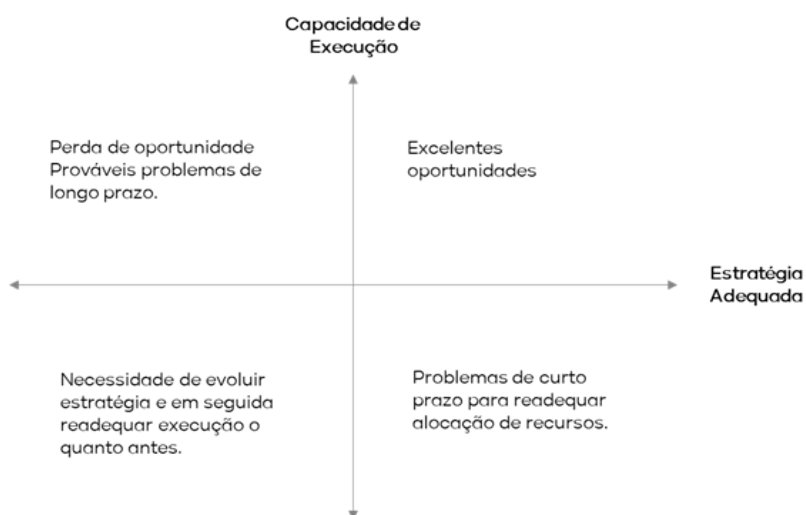 Capacidade de
Execução
Perda de oportunidade
Prováveis problemas de
longo prazo.
Excelentes
oportunidades
Estratégia
Adequada
Necessidade de evoluir
estratégia e em seguida
readequar execução o
quanto antes.
Problemas de curto
prazo para readequar
alocação de recursos.